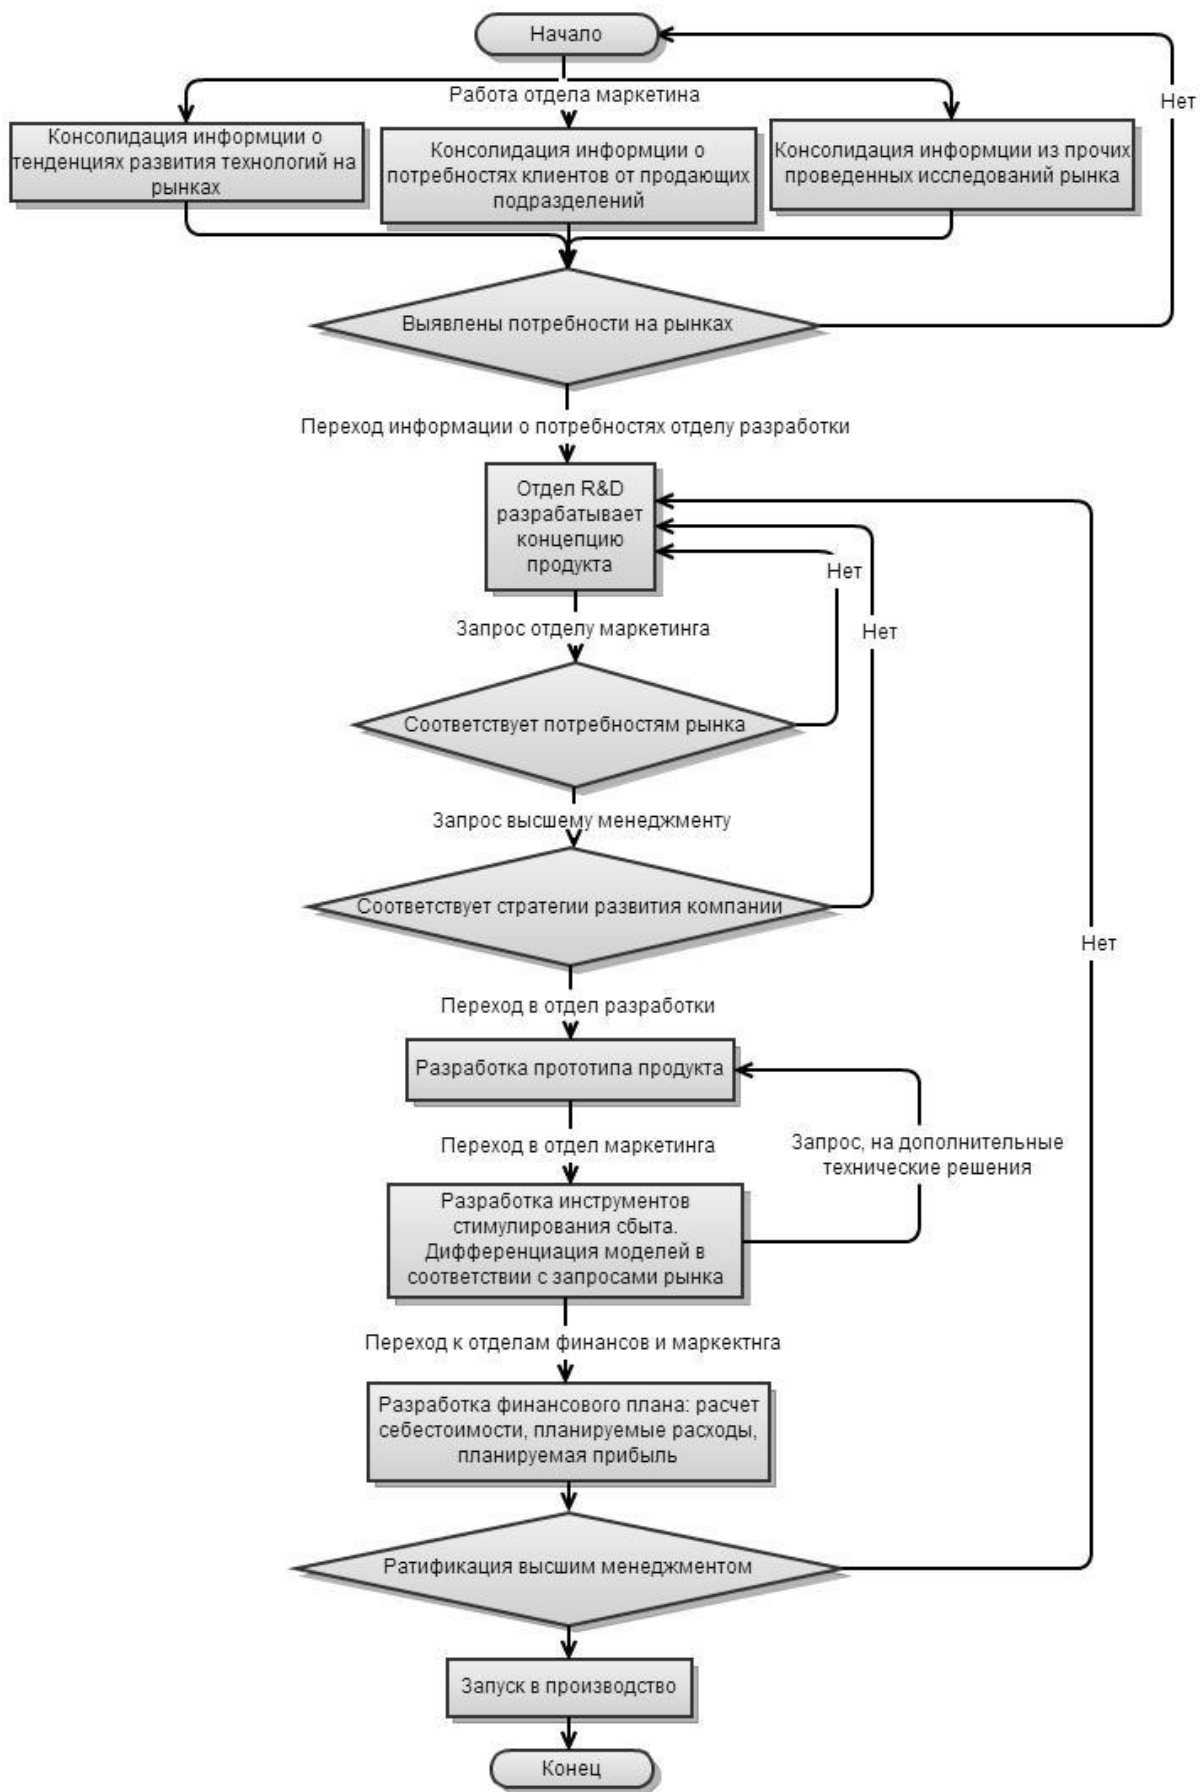 Начало
Нет
Работа отдела маркетина
Консолидация информции о
тенденциях развития технологий на
рынках
Консолидация информции о
потребностях клиентов от продающих
подразделений
Консолидация информции из прочих
проведенных исследований рынка
Выявлены потребности на рынках
Переход информации о потребностях отделу разработки
Отдел R&D
разрабатывает
концепцию
продукта
Нет
Запрос отделу маркетинга
Нет
Соответствует потребностям рынка
Запрос высшему менеджменту
Соответствует стратегии развития компании
Нет
Переход в отдел разработки
Разработка прототипа продукта
Переход в отдел маркетинга
Запрос, на дополнительные
технические решения
Разработка инструментов
стимулирования сбыта.
Дифференциация моделей в
соответствии с запросами рынка
Переход к отделам финансов и маркектнга
Разработка финансового плана: расчет
себестоимости, планируемые расходы,
планируемая прибыль
Ратификация высшим менеджментом
Запуск в производство
Конец